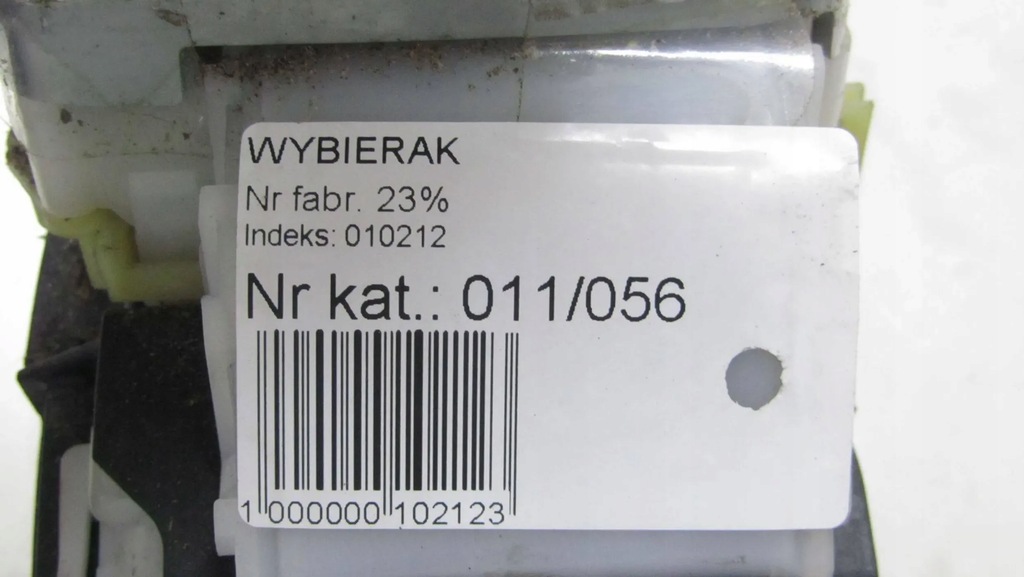 WYBIERAK
Nr fabr. 23%
Indeks: 010212
Nr kat.: 011/056
1 000000 102123